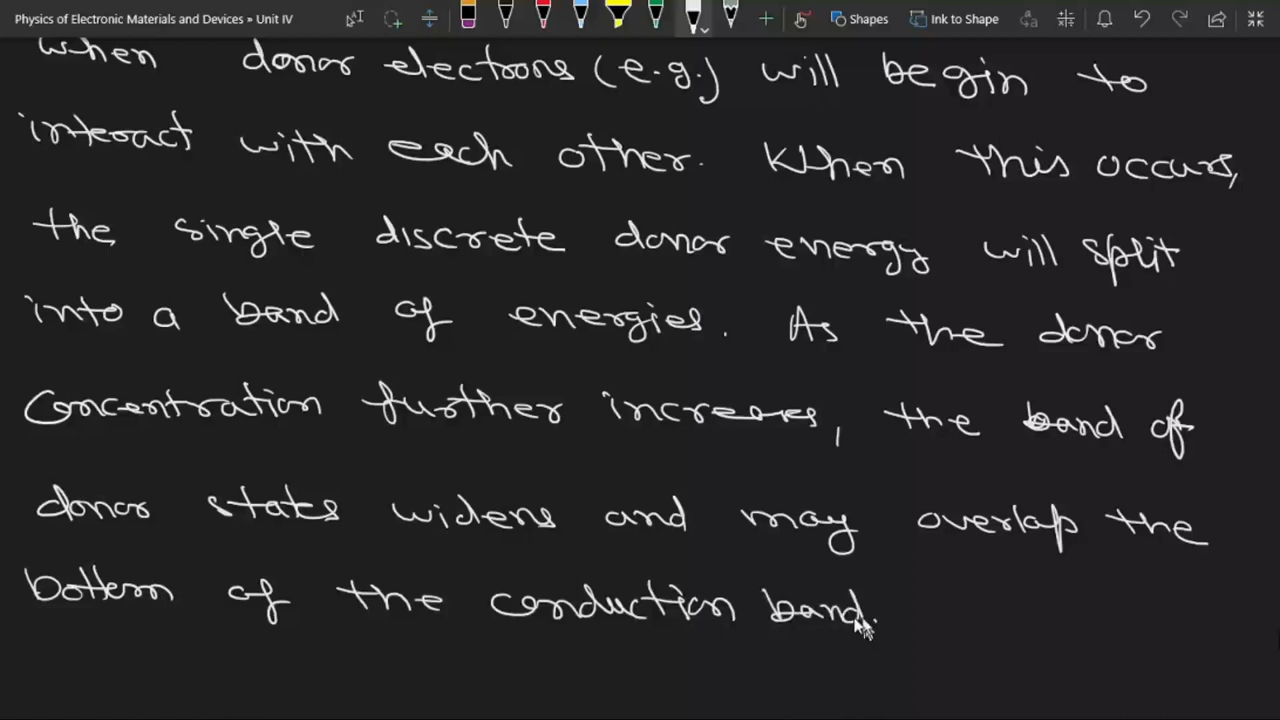 Physics of Electronic Materials and Devices » Unit IV
Shapes
Ink to Shape
when donor electrons (e.g.) will begin to
interact with each other. When this occurs,
the single discrete donor energy will split
into a band of energies. As the donor
Concentration further increases, the band of
donor states widens and may overlap the
bottom of the conduction band.